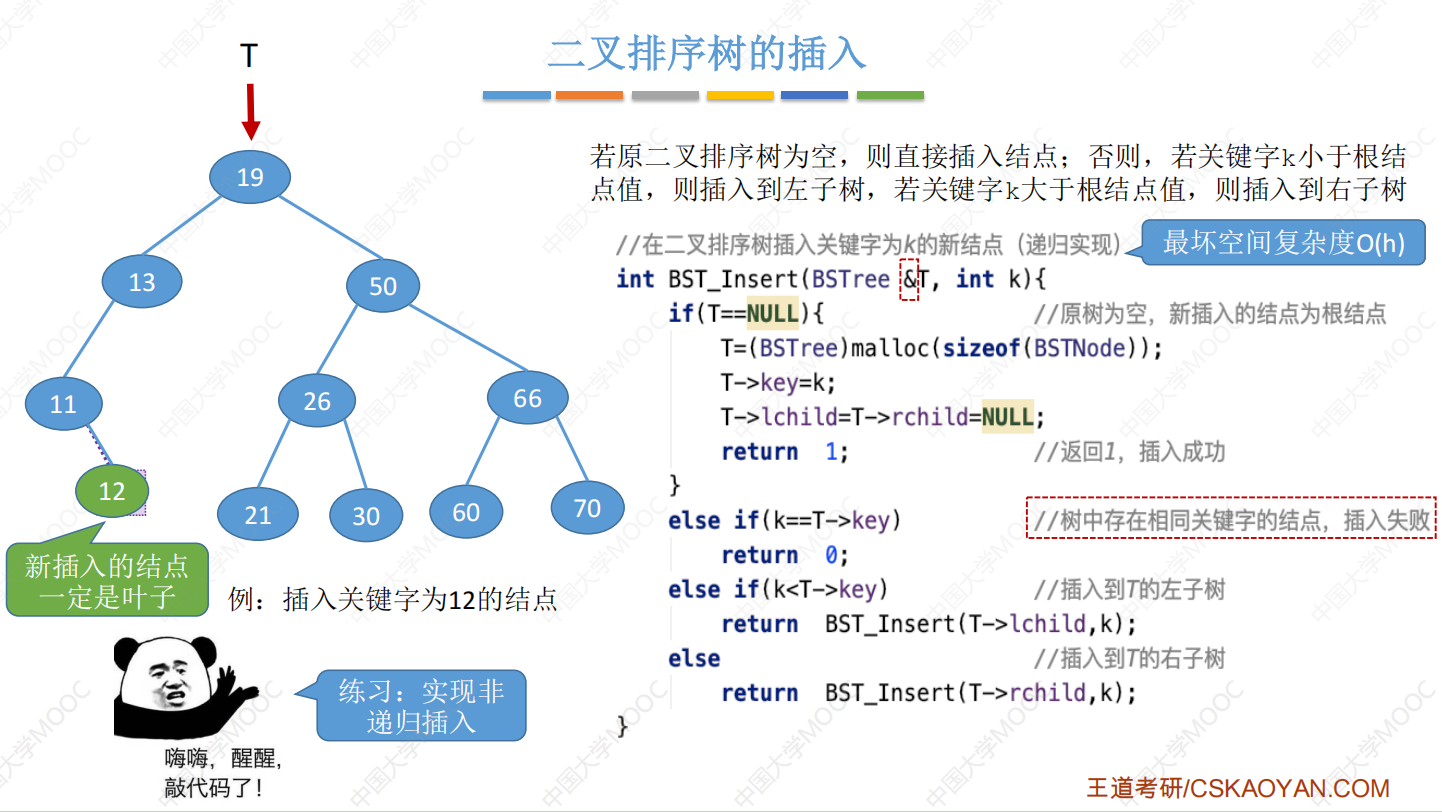 二叉排序树的插入
T
19
13
50
11
26
66
12
21
30
60
70
新插入的结点
一定是叶子
例：插入关键字为12的结点
练习：实现非
递归插入
嗨嗨，醒醒，
敲代码了！
若原二叉排序树为空，则直接插入结点；否则，若关键字k小于根结
点值，则插入到左子树，若关键字k大于根结点值，则插入到右子树
最坏空间复杂度O(h)
//在二叉排序树插入关键字为k的新结点（递归实现）
int BST_Insert(BSTree &T, int k){
if(T==NULL){ //原树为空，新插入的结点为根结点
T=(BSTree)malloc(sizeof(BSTNode));
T->key=k;
T->lchild=T->rchild=NULL;
return 1; //返回1，插入成功
}
else if(k==T->key) //树中存在相同关键字的结点，插入失败
return 0;
else if(k<T->key) //插入到T的左子树
return BST_Insert(T->lchild,k);
else //插入到T的右子树
return BST_Insert(T->rchild,k);
}
王道考研/CSKAOYAN.COM
中国大学MOOC